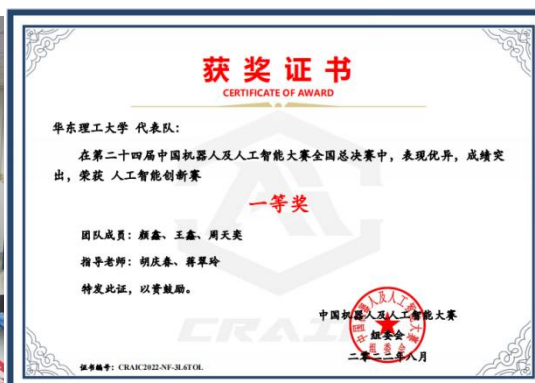 获奖证书
CERTIFICATE OF AWARD
华东理工大学 代表队：
在第二十四届中国机器人及人工智能大赛全国总决赛中，表现优异，成绩突
出，荣获 人工智能创新赛
一等奖
团队成员：颜鑫、王鑫、周天奕
指导老师：胡庆春、蒋翠玲
特发此证，以资鼓励。
中国机器人及人工智能大赛
组委会
二零二二年八月
证书编号：CRAIC2022-NF-3L6TOL
CRAIC